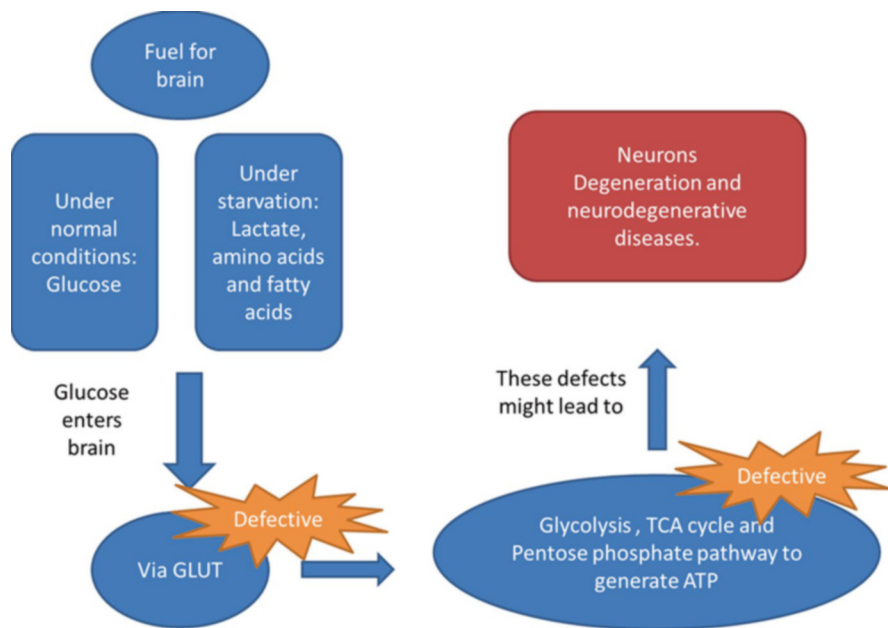 Fuel for
brain
Under
normal
conditions:
Glucose
Under
starvation:
Lactate,
amino acids
and fatty
acids
Glucose
enters
brain
Defective
Via GLUT
Glycolysis , TCA cycle and
Pentose phosphate pathway to
generate ATP
Defective
These defects
might lead to
Neurons
Degeneration and
neurodegenerative
diseases.